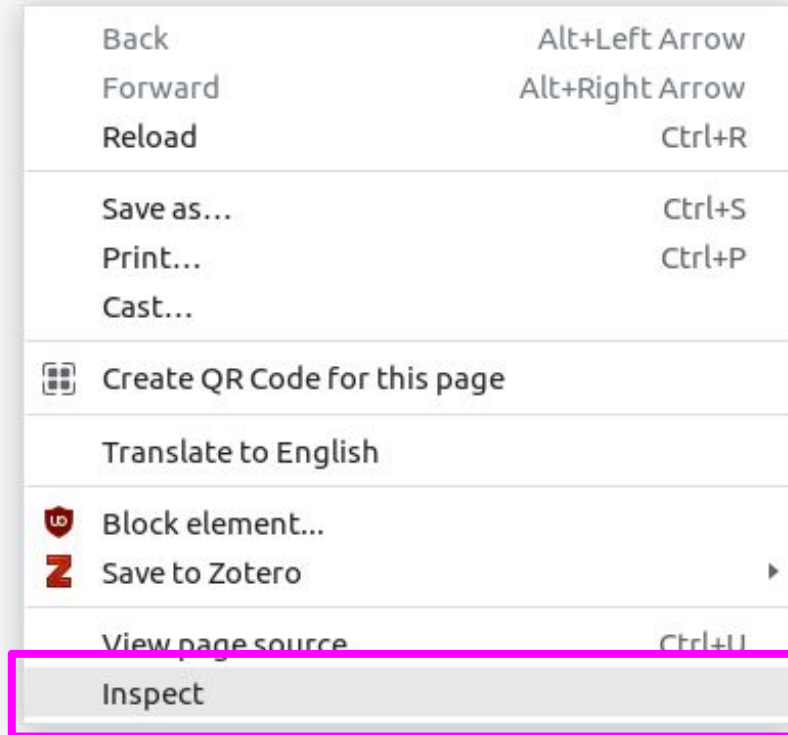 Back Alt+Left Arrow
Forward Alt+Right Arrow
Reload Ctrl+R
Save as... Ctrl+S
Print... Ctrl+P
Cast...
Create QR Code for this page
Translate to English
Block element...
Save to Zotero
View page source Ctrl+U
Inspect